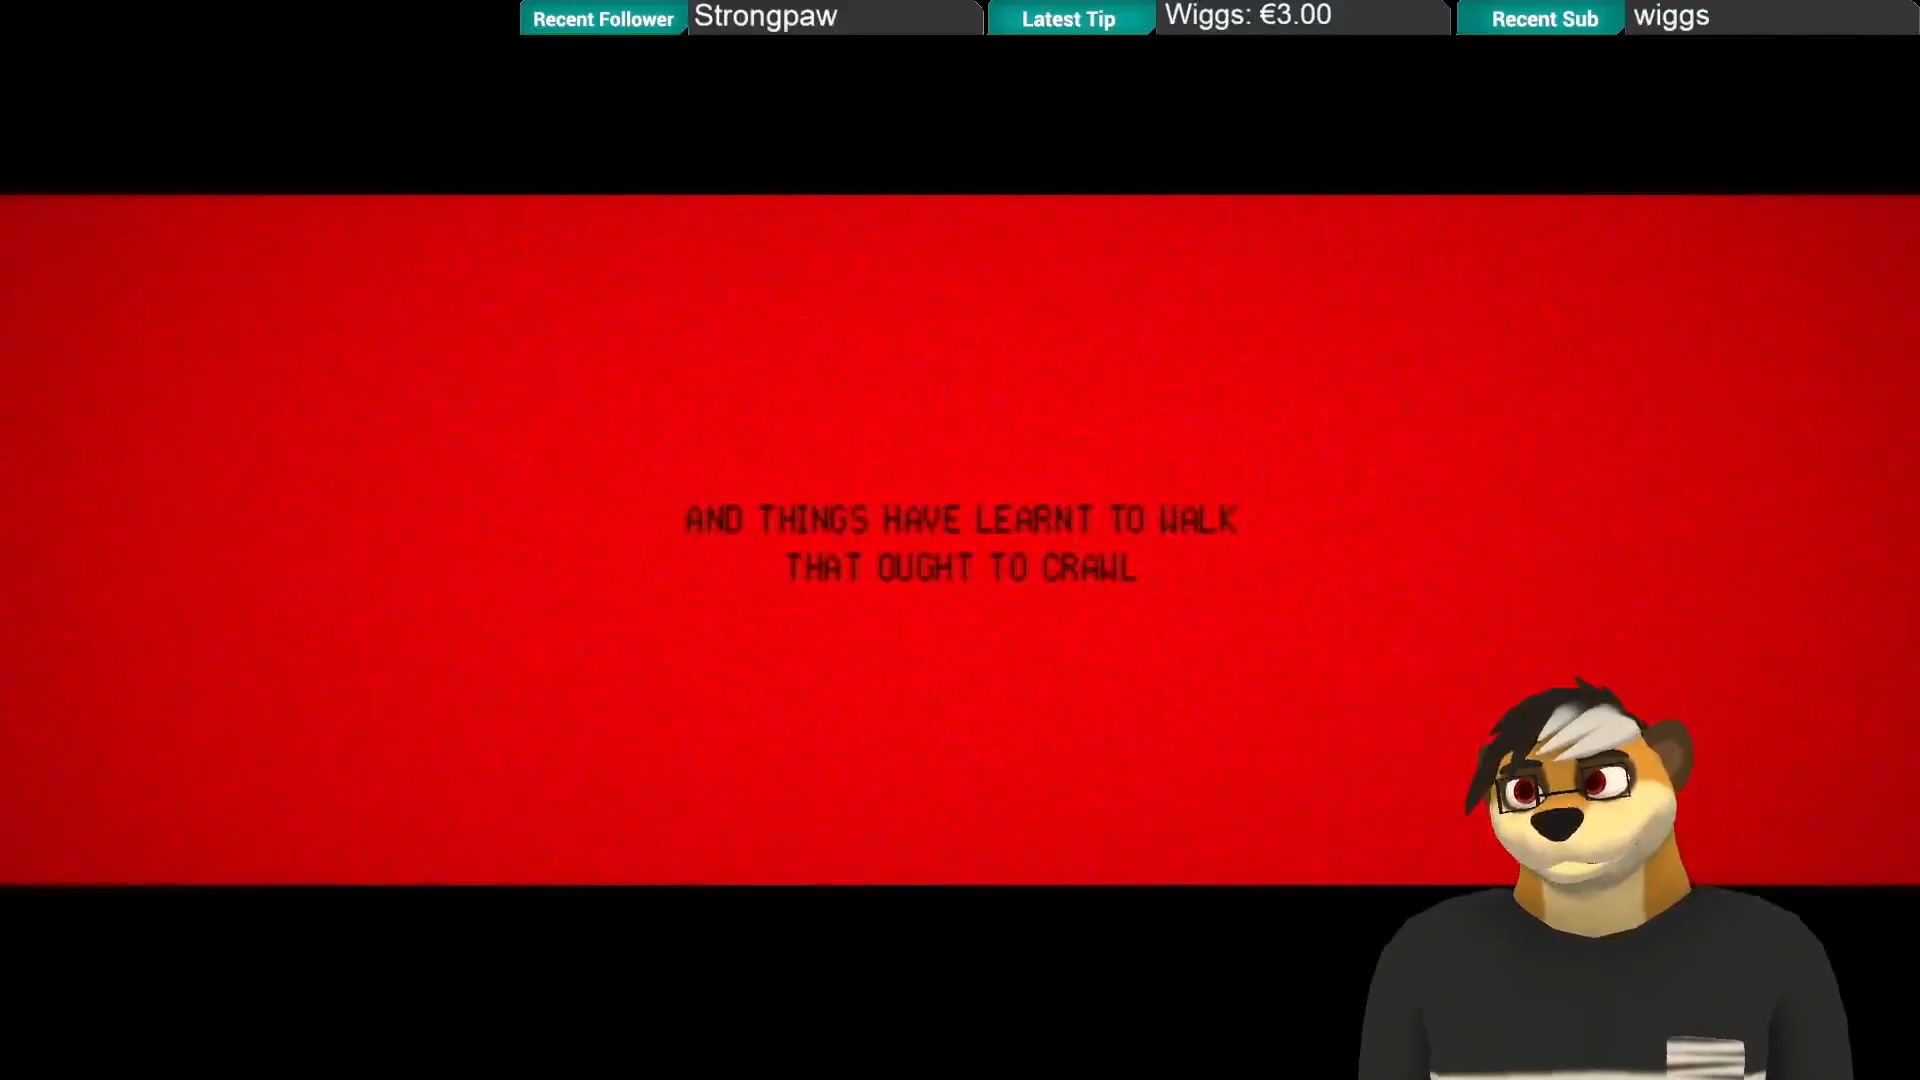 Recent Follower Strongpaw Latest Tip Wiggs: €3.00 Recent Sub wiggs
AND THINGS HAVE LEARNT TO WALK
THAT OUGHT TO CRAWL